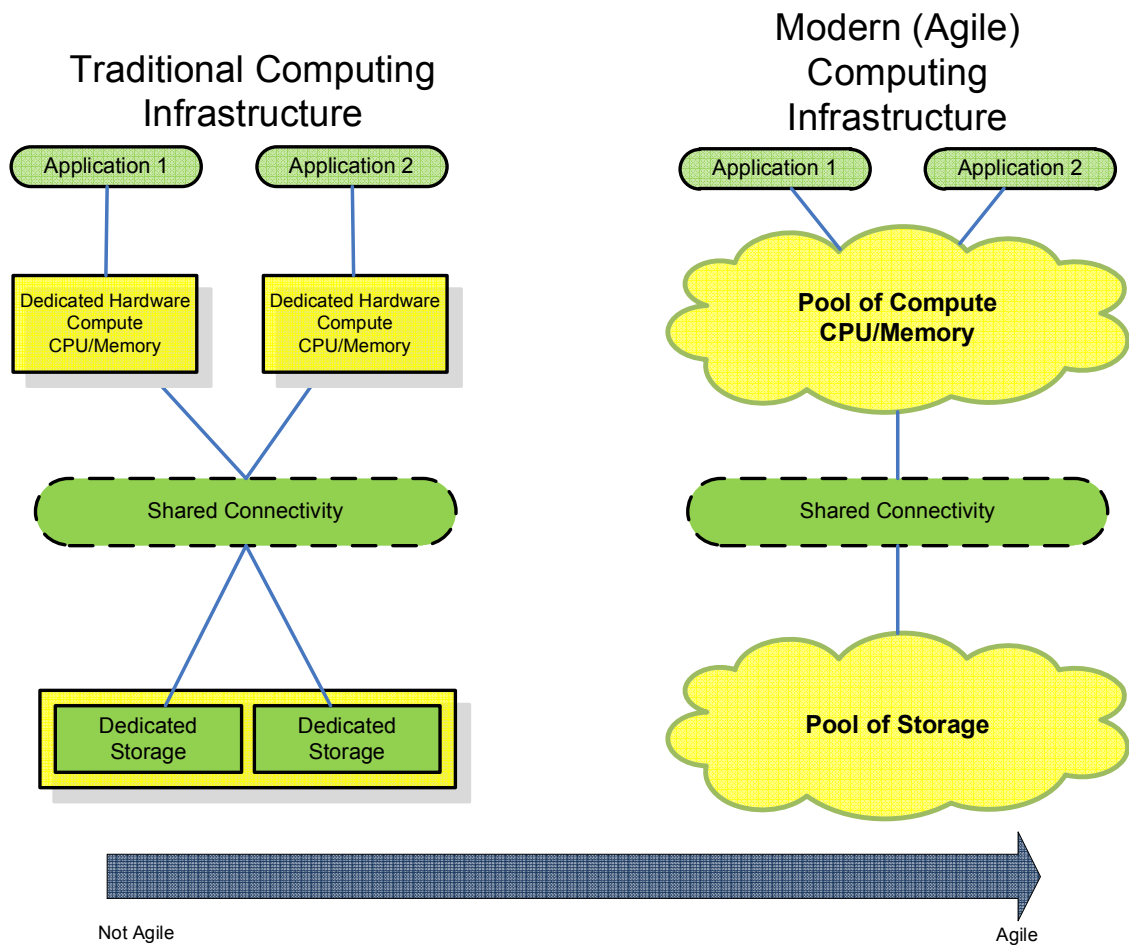 Traditional Computing
Infrastructure
Application 1
Application 2
Dedicated Hardware
Compute
CPU/Memory
Dedicated Hardware
Compute
CPU/Memory
Shared Connectivity
Dedicated
Storage
Dedicated
Storage
Modern (Agile)
Computing
Infrastructure
Application 1
Application 2
Pool of Compute
CPU/Memory
Shared Connectivity
Pool of Storage
Not Agile
Agile